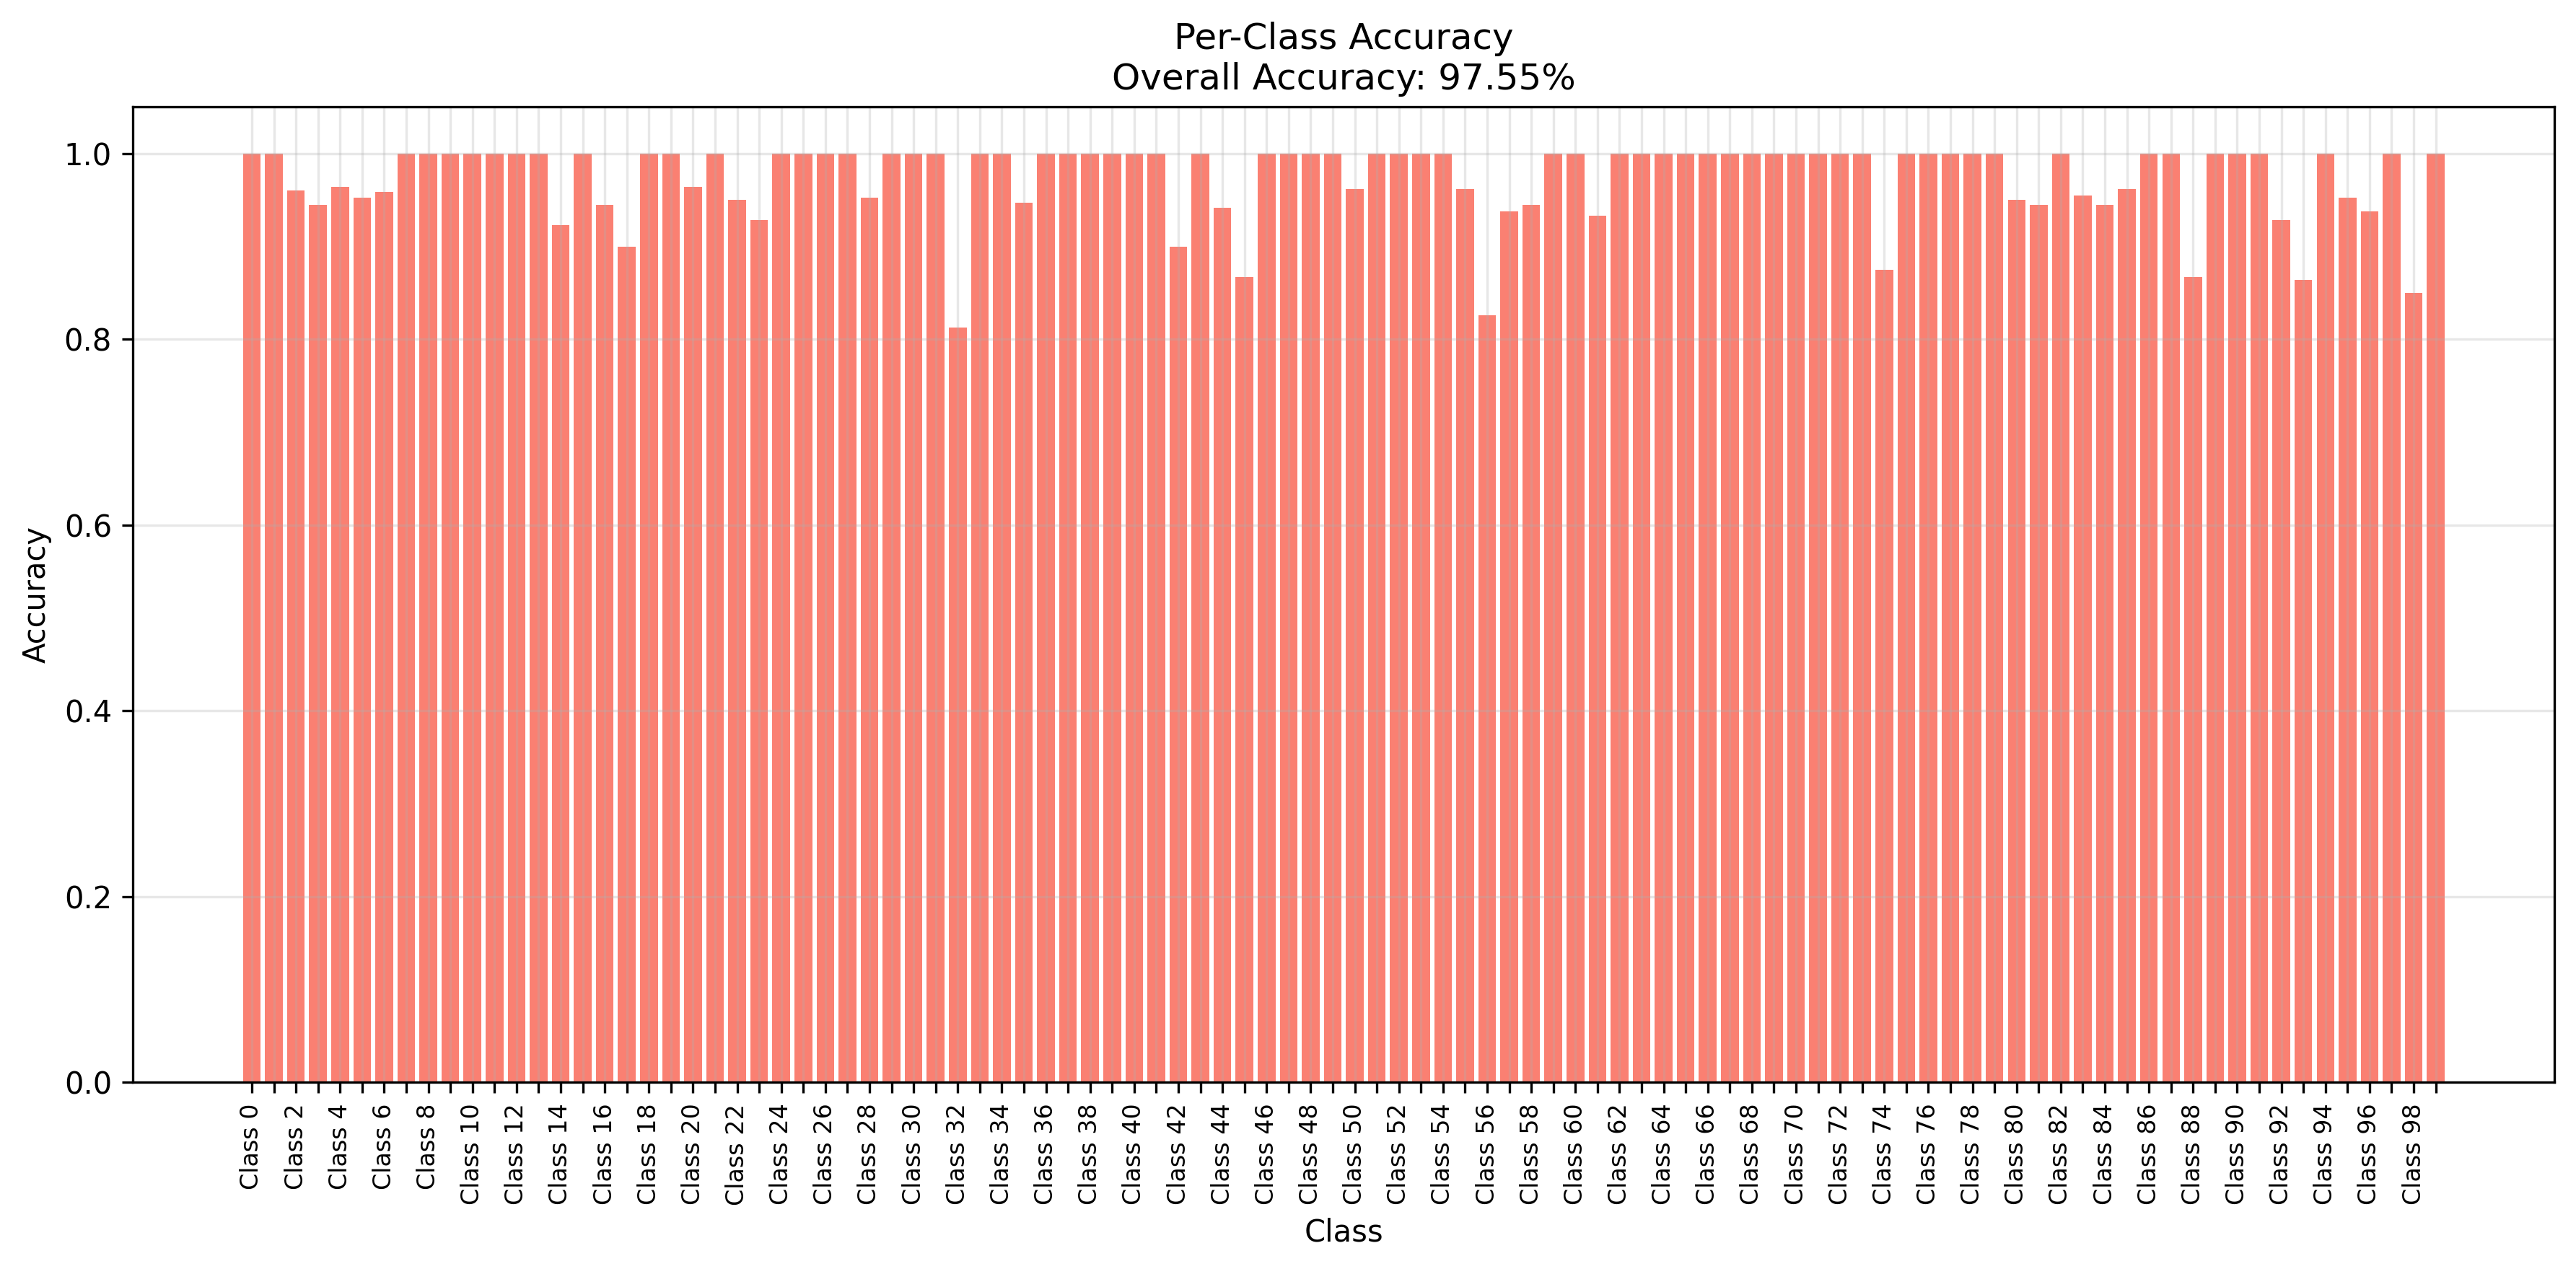 Per-Class Accuracy
Overall Accuracy: 97.55%
Accuracy
1.0
0.8
0.6
0.4
0.2
0.0
Class 0
Class 2
Class 4
Class 6
Class 8
Class 10
Class 12
Class 14
Class 16
Class 18
Class 20
Class 22
Class 24
Class 26
Class 28
Class 30
Class 32
Class 34
Class 36
Class 38
Class 40
Class 42
Class 44
Class 46
Class 48
Class 50
Class 52
Class 54
Class 56
Class 58
Class 60
Class 62
Class 64
Class 66
Class 68
Class 70
Class 72
Class 74
Class 76
Class 78
Class 80
Class 82
Class 84
Class 86
Class 88
Class 90
Class 92
Class 94
Class 96
Class 98
Class